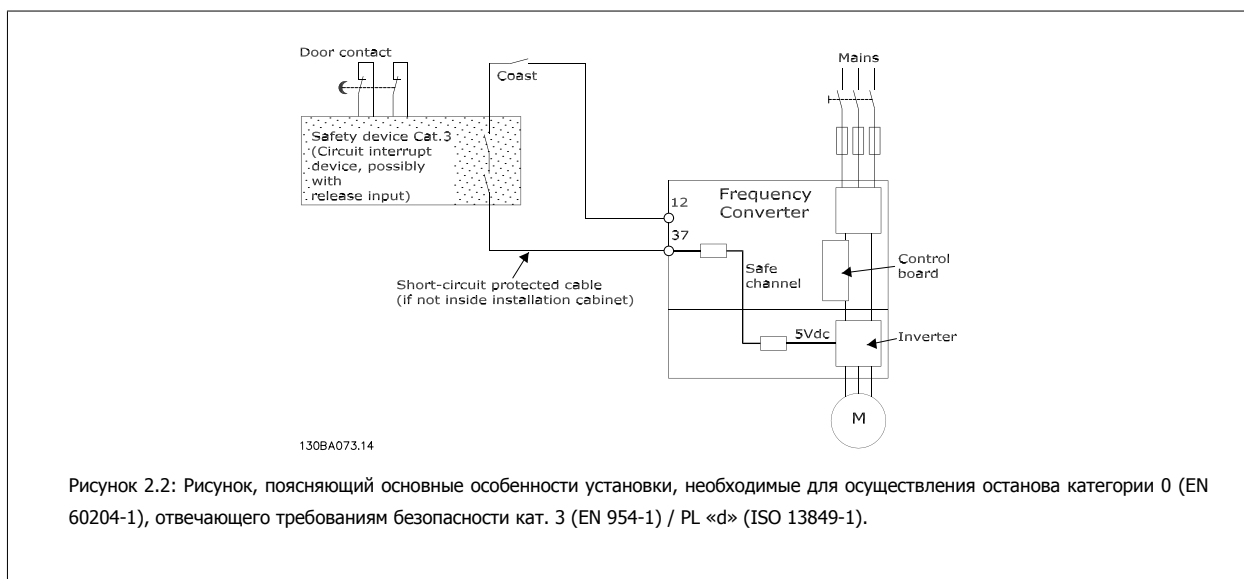 Door contact
Coast
Mains
Safety device Cat.3
(Circuit interrupt
device, possibly
with
release input)
12
Frequency
Converter
37
Safe
channel
Control
board
Short-circuit protected cable
(if not inside installation cabinet)
5Vdc
Inverter
M
130BA073.14
Рисунок 2.2: Рисунок, поясняющий основные особенности установки, необходимые для осуществления останова категории 0 (EN
60204-1), отвечающего требованиям безопасности кат. 3 (EN 954-1) / PL «d» (ISO 13849-1).